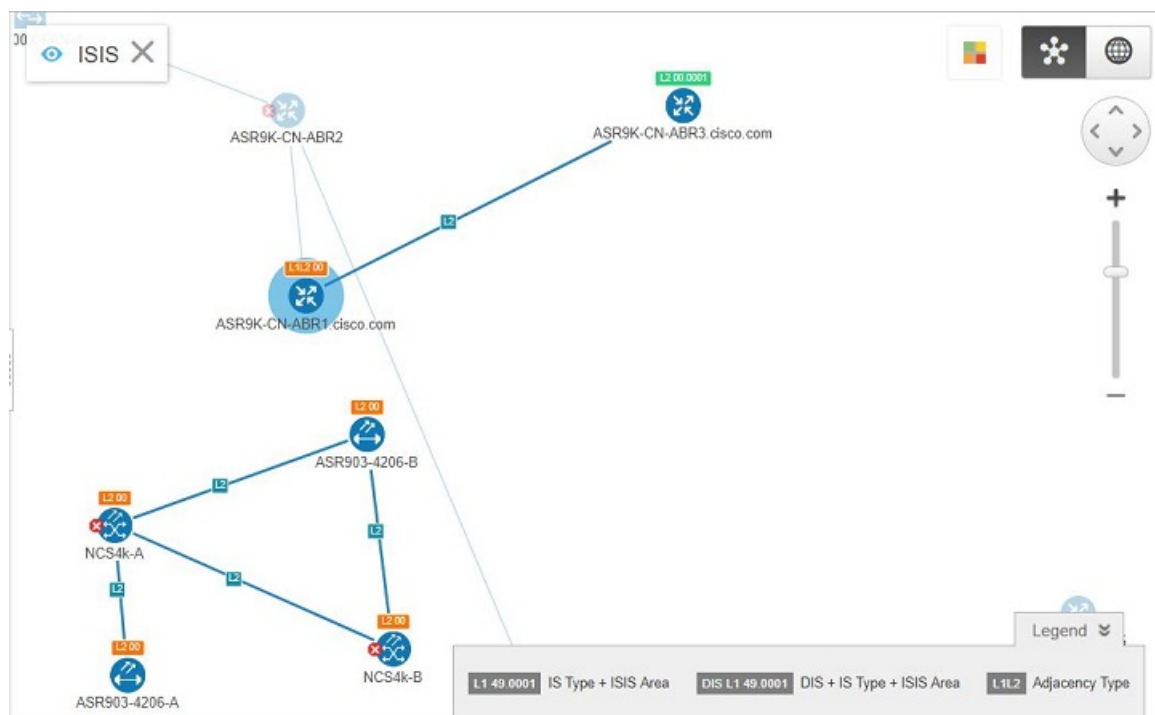 00
ISIS
L2 00.0001
ASR9K-CN-ABR2
ASR9K-CN-ABR3.cisco.com
L2
L1L2 00
ASR9K-CN-ABR1.cisco.com
L2 00
ASR903-4206-B
L2
L2 00
L2
NCS4k-A
L2
L2
L2 00
L2 00
NCS4k-B
ASR903-4206-A
Legend
L1 49.0001 IS Type + ISIS Area DIS L1 49.0001 DIS + IS Type + ISIS Area L1L2 Adjacency Type